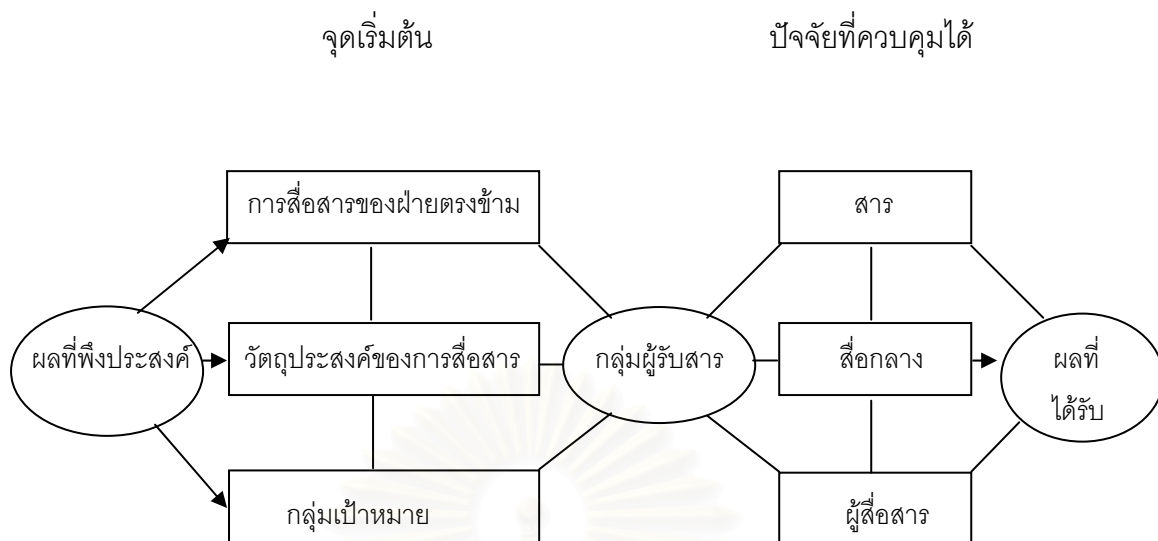 จุดเริ่มต้น
ปัจจัยที่ควบคุมได้
การสื่อสารของฝ่ายตรงข้าม
สาร
ผลที่พึงประสงค์
วัตถุประสงค์ของการสื่อสาร
กลุ่มผู้รับสาร
สื่อกลาง
ผลที่
ได้รับ
กลุ่มเป้าหมาย
ผู้สื่อสาร